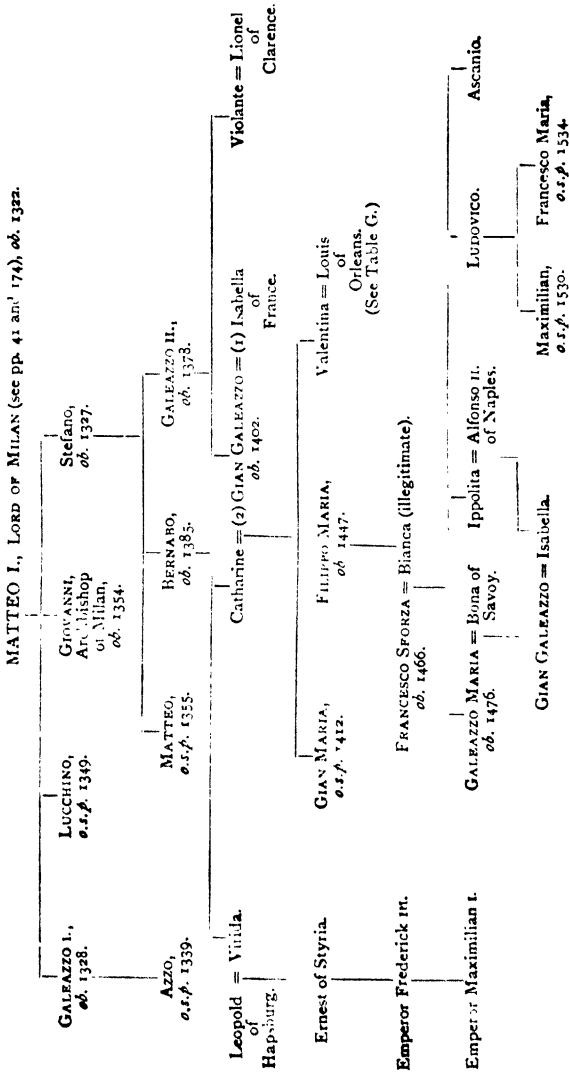 MATTEO I., LORD OF MILAN (see pp. 41 and 174), ob. 1322.
GALEAZZO I.,
ob. 1328.
LUCCHINO,
o.s.p. 1349.
GIOVANNI,
Archbishop
of Milan,
ob. 1354.
Stefano,
ob. 1327.
AZZO,
o.s.p. 1339.
MATTEO,
o.s.p. 1355.
BERNABO,
ob. 1385.
GALEAZZO II.,
ob. 1378.
Leopold = Virida.
of
Hapsburg.
Catharine = (2) GIAN GALEAZZO = (1) Isabella
ob. 1402.
of
France.
Violante = Lionel
of
Clarence.
Ernest of Styria.
GIAN MARIA,
o.s.p. 1412.
FILIPPO MARIA,
ob 1447.
Valentina = Louis
of
Orleans.
(See Table G.)
Emperor Frederick III.
FRANCESCO SFORZA = Bianca (illegitimate).
ob. 1466.
Emperor Maximilian I.
GALEAZZO MARIA = Bona of
ob. 1476.
Savoy.
Ippolita = Alfonso II.
of Naples.
LUDOVICO.
Ascanio.
GIAN GALEAZZO = Isabella.
Maximilian,
o.s.p. 1530.
Francesco Maria,
o.s.p. 1534.